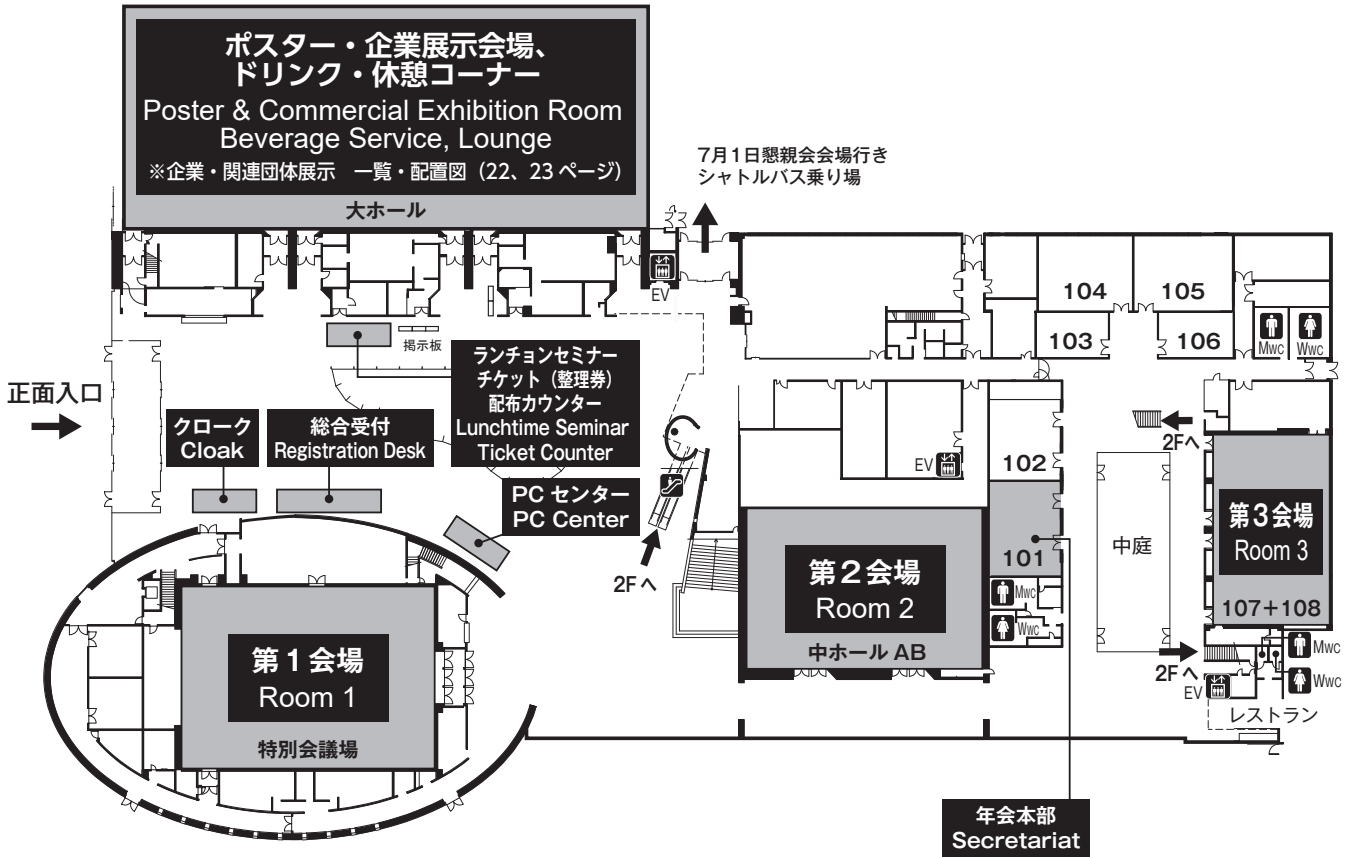 ポスター・企業展示会場、
ドリンク・休憩コーナー
Poster & Commercial Exhibition Room
Beverage Service, Lounge
※企業・関連団体展示　一覧・配置図（22、23 ページ）
大ホール
7月1日懇親会会場行き
シャトルバス乗り場
EV
104
105
103
106
Mwc
Wwc
掲示板
正面入口
ランチョンセミナー
チケット（整理券）
配布カウンター
Lunchtime Seminar
Ticket Counter
クローク
Cloak
総合受付
Registration Desk
PC センター
PC Center
2Fへ
EV
102
101
Mwc
Wwc
2Fへ
中庭
第3会場
Room 3
107+108
第2会場
Room 2
中ホール AB
第1会場
Room 1
特別会議場
2Fへ
EV
Mwc
Wwc
レストラン
年会本部
Secretariat